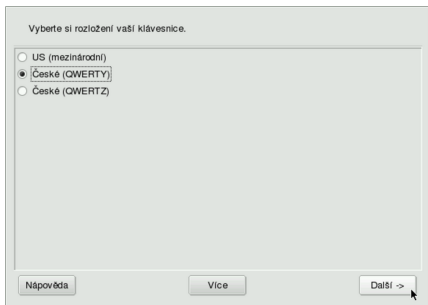 Vyberte si rozložení vaší klávesnice.
US (mezinárodní)
České (QWERTY)
České (QWERTZ)
Nápověda Více Další ->